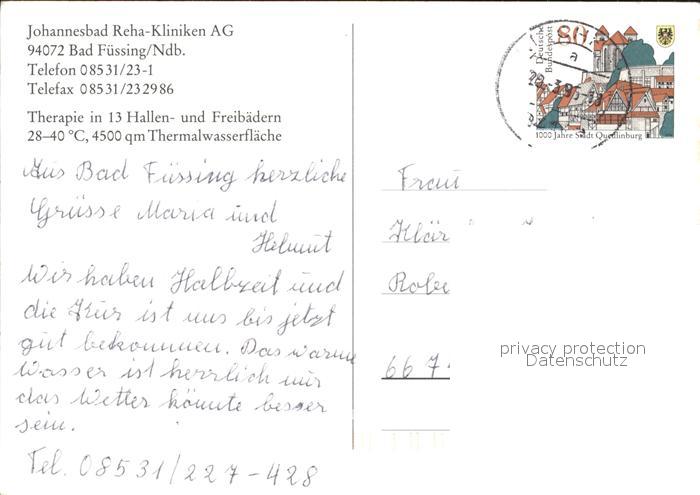 Johannesbad Reha-Kliniken AG
94072 Bad Füssing/Ndb.
Telefon 08531/23-1
Telefax 08531/232986
Therapie in 13 Hallen- und Freibädern
28–40 °C, 4500 qm Thermalwasserfläche
Aus Bad Füssing herzliche
Grüsse Maria und
Helmut
Wir haben Halbzeit und
die Kur ist uns bis jetzt
gut bekommen. Das warme
Wasser ist herrlich nur
das Wetter könnte besser
sein.
Tel. 08531/227-428
Deutsche
Bundespost
80
1000 Jahre Stadt Quedlinburg
Frau
Klär
Robe
667
privacy protection
Datenschutz